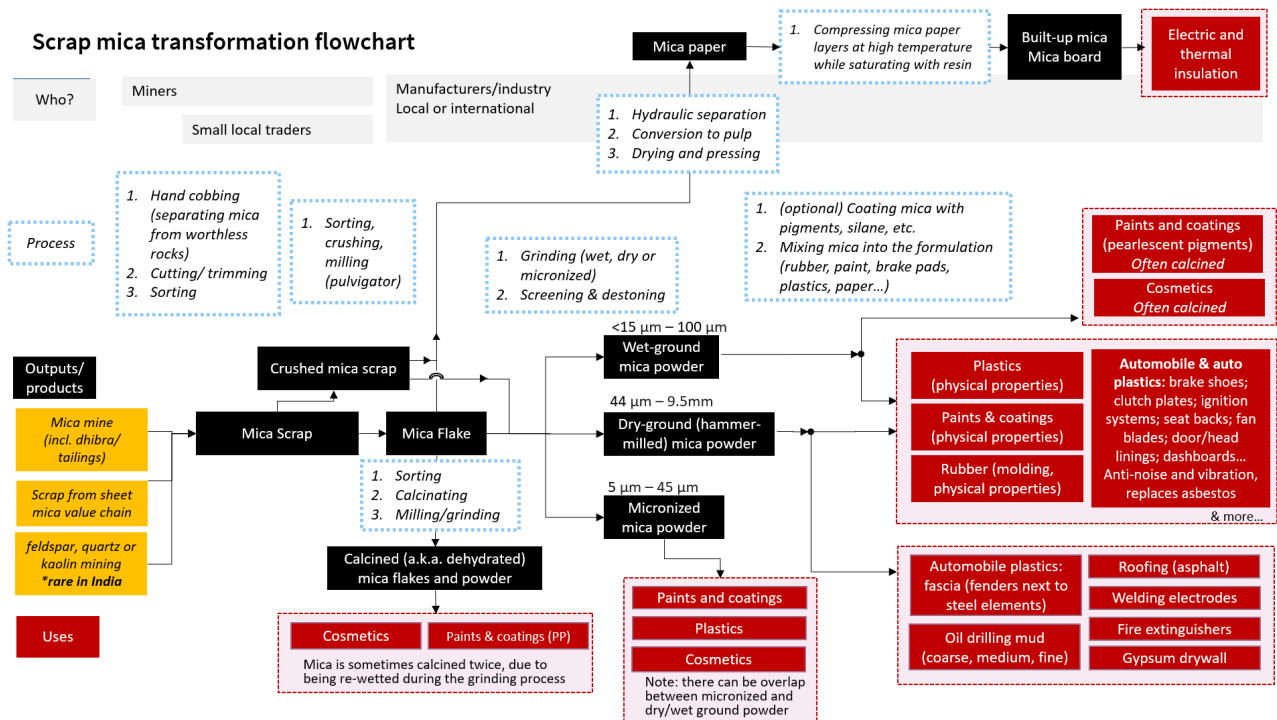 Scrap mica transformation flowchart
Mica paper
1. Compressing mica paper
layers at high temperature
while saturating with resin
Built-up mica
Mica board
Electric and
thermal
insulation
Who?
Miners
Small local traders
Manufacturers/industry
Local or international
1. Hydraulic separation
2. Conversion to pulp
3. Drying and pressing
Process
1. Hand cobbing
(separating mica
from worthless
rocks)
2. Cutting/ trimming
3. Sorting
1. Sorting,
crushing,
milling
(pulvigator)
1. Grinding (wet, dry or
micronized)
2. Screening & destoning
1. (optional) Coating mica with
pigments, silane, etc.
2. Mixing mica into the formulation
(rubber, paint, brake pads,
plastics, paper…)
Paints and coatings
(pearlescent pigments)
Often calcined
Cosmetics
Often calcined
Outputs/
products
Mica mine
(incl. dhibra/
tailings)
Scrap from sheet
mica value chain
feldspar, quartz or
kaolin mining
*rare in India
Uses
Crushed mica scrap
Mica Scrap
Mica Flake
<15 µm – 100 µm
Wet-ground
mica powder
44 µm – 9.5mm
Dry-ground (hammer-
milled) mica powder
5 µm – 45 µm
Micronized
mica powder
1. Sorting
2. Calcinating
3. Milling/grinding
Calcined (a.k.a. dehydrated)
mica flakes and powder
Cosmetics
Paints & coatings (PP)
Mica is sometimes calcined twice, due to
being re-wetted during the grinding process
Paints and coatings
Plastics
Cosmetics
Note: there can be overlap
between micronized and
dry/wet ground powder
Plastics
(physical properties)
Paints & coatings
(physical properties)
Rubber (molding,
physical properties)
Automobile & auto
plastics: brake shoes;
clutch plates; ignition
systems; seat backs; fan
blades; door/head
linings; dashboards…
Anti-noise and vibration,
replaces asbestos
& more…
Automobile plastics:
fascia (fenders next to
steel elements)
Oil drilling mud
(coarse, medium, fine)
Roofing (asphalt)
Welding electrodes
Fire extinguishers
Gypsum drywall